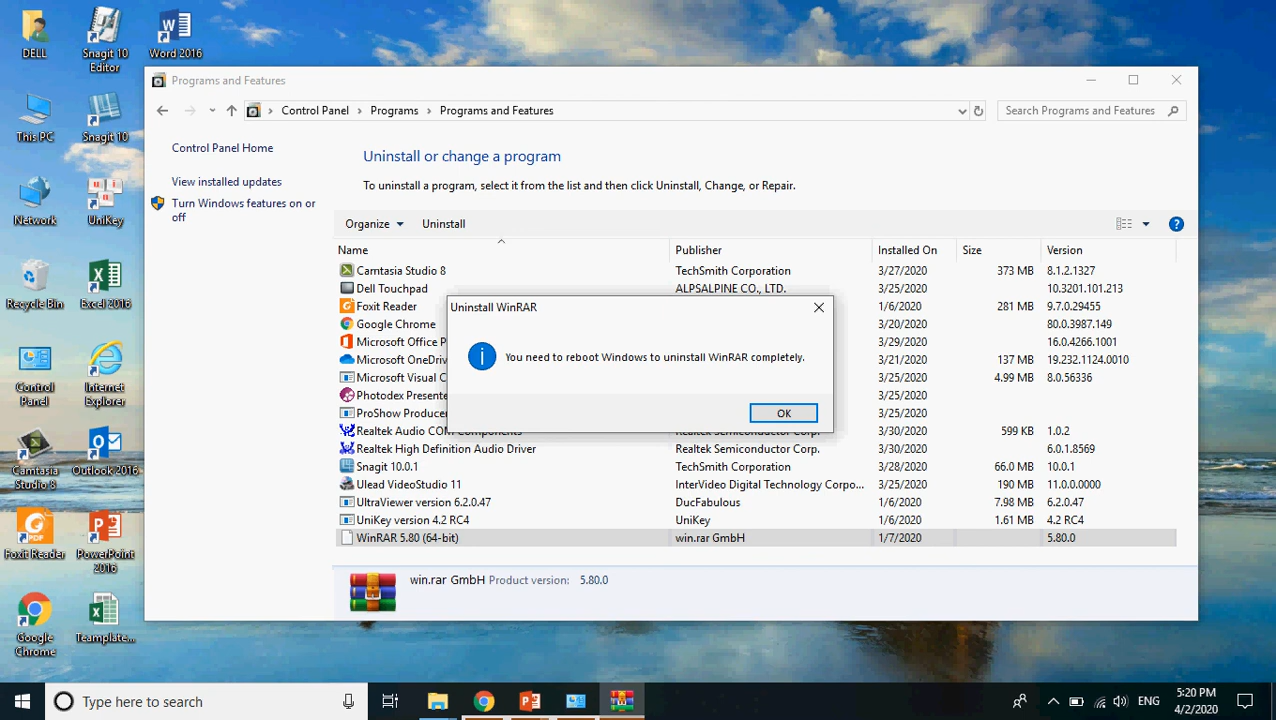 DELL
Snagit 10
Editor
Word 2016
This PC
Snagit 10
Network
UniKey
Recycle Bin
Excel 2016
Control
Panel
Internet
Explorer
Camtasia
Studio 8
Outlook 2016
Foxit Reader
PowerPoint
2016
Google
Chrome
Teamplate...
Programs and Features
Control Panel > Programs > Programs and Features
Search Programs and Features
Control Panel Home
View installed updates
Turn Windows features on or
off
Uninstall or change a program
To uninstall a program, select it from the list and then click Uninstall, Change, or Repair.
Organize Uninstall
Name Publisher Installed On Size Version
Camtasia Studio 8 TechSmith Corporation 3/27/2020 373 MB 8.1.2.1327
Dell Touchpad ALPSALPINE CO., LTD. 3/25/2020 10.3201.101.213
Foxit Reader 1/6/2020 281 MB 9.7.0.29455
Google Chrome 3/20/2020 80.0.3987.149
Microsoft Office P 3/29/2020 16.0.4266.1001
Microsoft OneDriv 3/21/2020 137 MB 19.232.1124.0010
Microsoft Visual C 3/25/2020 4.99 MB 8.0.56336
Photodex Presente 3/25/2020
ProShow Producer 3/25/2020
Realtek Audio COM Components Realtek Semiconductor Corp. 3/30/2020 599 KB 1.0.2
Realtek High Definition Audio Driver Realtek Semiconductor Corp. 3/30/2020 6.0.1.8569
Snagit 10.0.1 TechSmith Corporation 3/28/2020 66.0 MB 10.0.1
Ulead VideoStudio 11 InterVideo Digital Technology Corpo... 3/25/2020 190 MB 11.0.0.0000
UltraViewer version 6.2.0.47 DucFabulous 1/6/2020 7.98 MB 6.2.0.47
UniKey version 4.2 RC4 UniKey 1/6/2020 1.61 MB 4.2 RC4
WinRAR 5.80 (64-bit) win.rar GmbH 1/7/2020 5.80.0
win.rar GmbH Product version: 5.80.0
Uninstall WinRAR
You need to reboot Windows to uninstall WinRAR completely.
OK
Type here to search
ENG
5:20 PM
4/2/2020